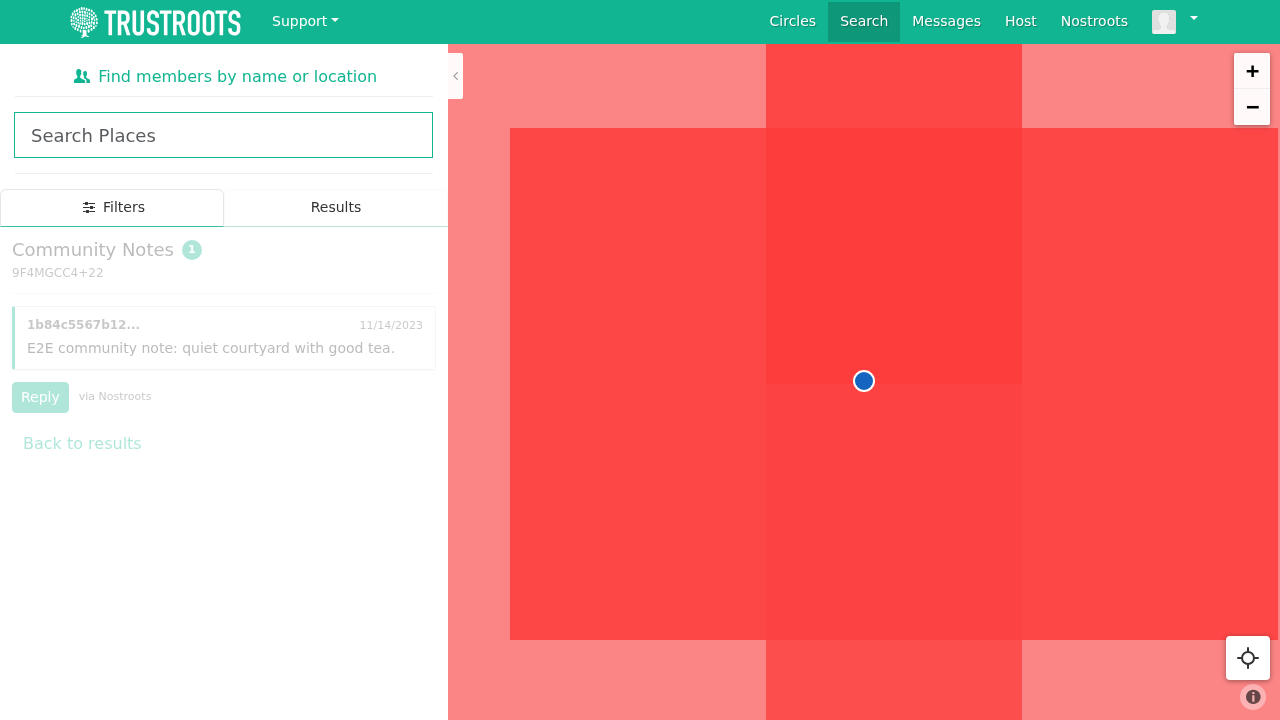 TRUSTROOTS Support Circles Search Messages Host Nostroots
Find members by name or location
Search Places
Filters Results
Community Notes 1
9F4MGCC4+22
1b84c5567b12... 11/14/2023
E2E community note: quiet courtyard with good tea.
Reply via Nostroots
Back to results
+
−